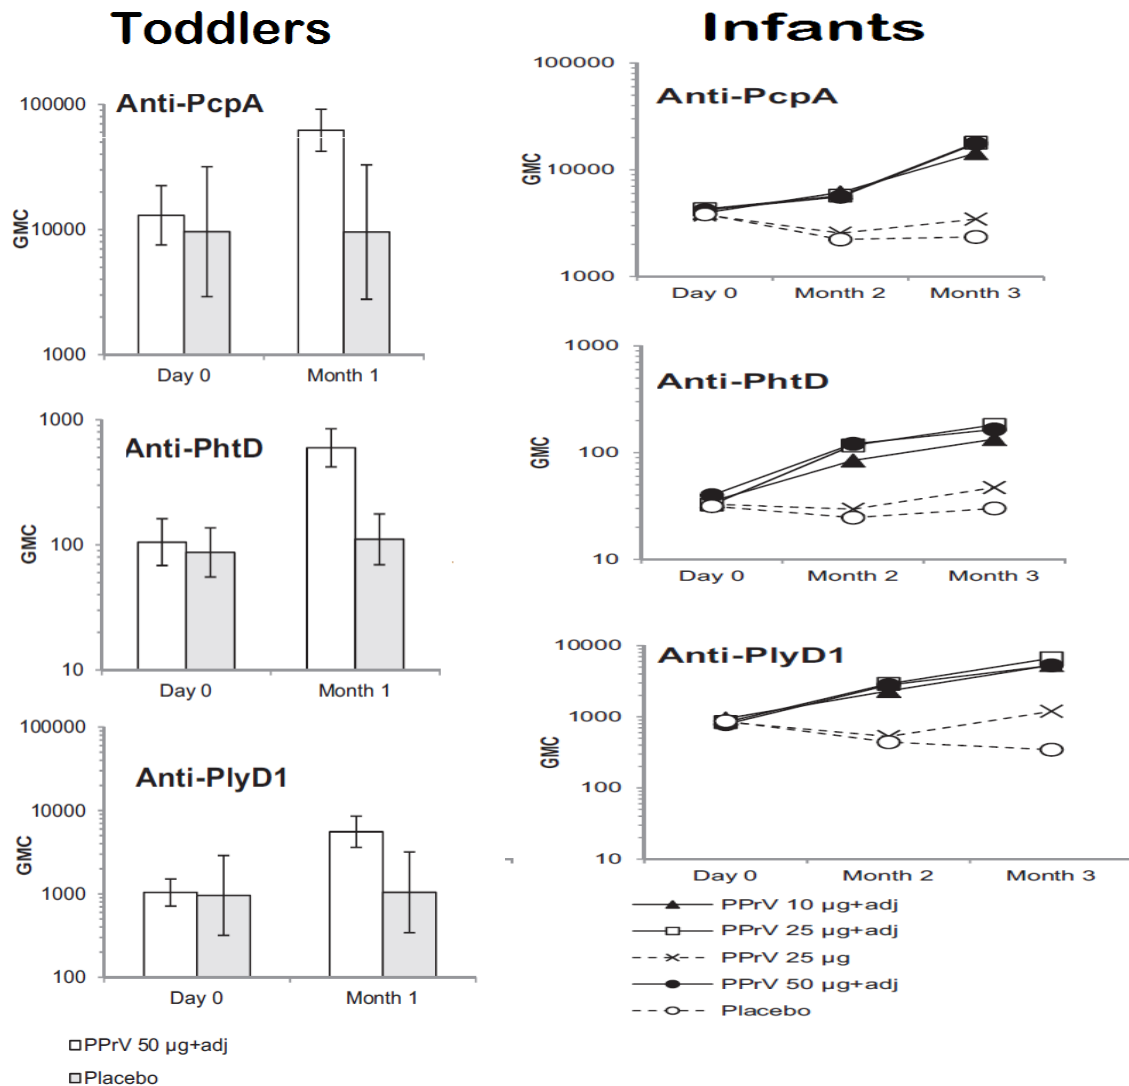 Toddlers
Anti-PcpA
100000
10000
1000
GMC
Day 0
Month 1
Anti-PhtD
1000
100
10
GMC
Day 0
Month 1
Anti-PlyD1
100000
10000
1000
100
GMC
Day 0
Month 1
PPrV 50 µg+adj
Placebo
Infants
Anti-PcpA
100000
10000
1000
GMC
Day 0
Month 2
Month 3
Anti-PhtD
1000
100
10
GMC
Day 0
Month 2
Month 3
Anti-PlyD1
10000
1000
100
10
GMC
Day 0
Month 2
Month 3
PPrV 10 µg+adj
PPrV 25 µg+adj
PPrV 25 µg
PPrV 50 µg+adj
Placebo